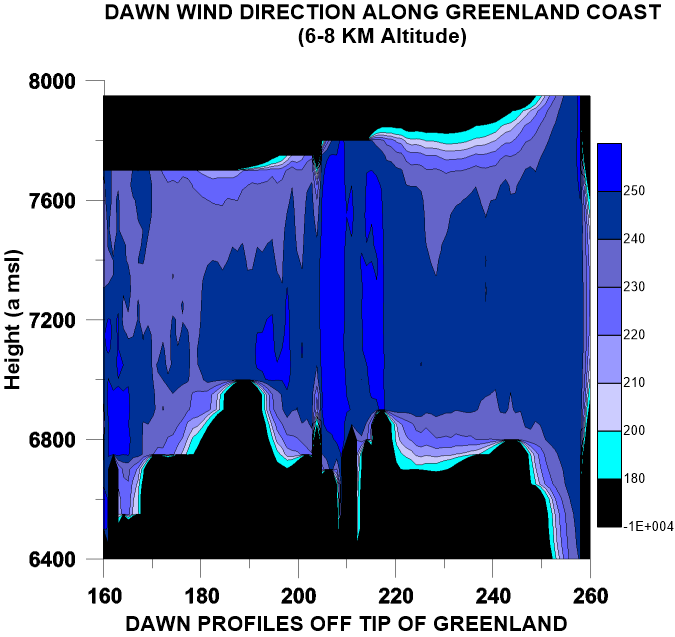 DAWN WIND DIRECTION ALONG GREENLAND COAST
(6-8 KM Altitude)
8000
7600
7200
6800
6400
Height (a msl)
160 180 200 220 240 260
DAWN PROFILES OFF TIP OF GREENLAND
250
240
230
220
210
200
180
-1E+004